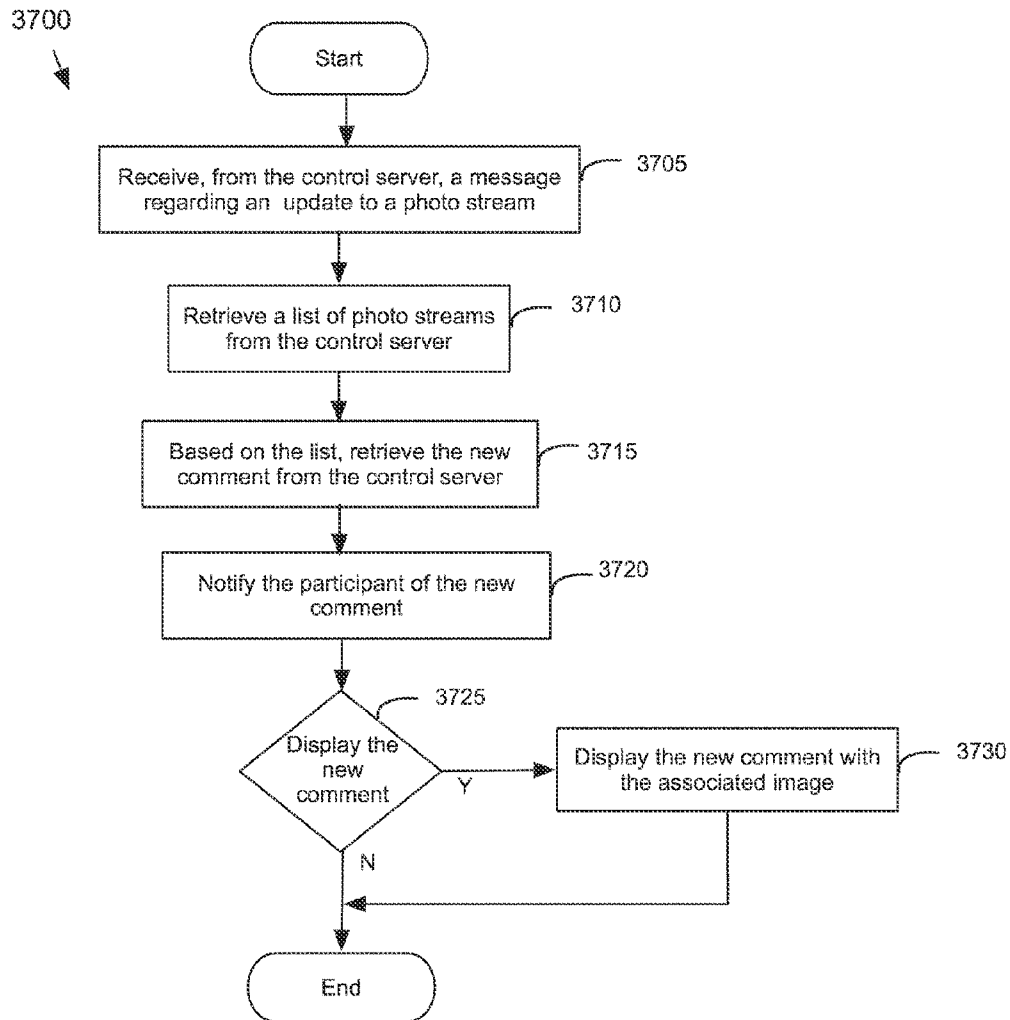 3700
Start
Receive, from the control server, a message
regarding an update to a photo stream
3705
Retrieve a list of photo streams
from the control server
3710
Based on the list, retrieve the new
comment from the control server
3715
Notify the participant of the new
comment
3720
3725
Display the
new
comment
Y
Display the new comment with
the associated image
3730
N
End